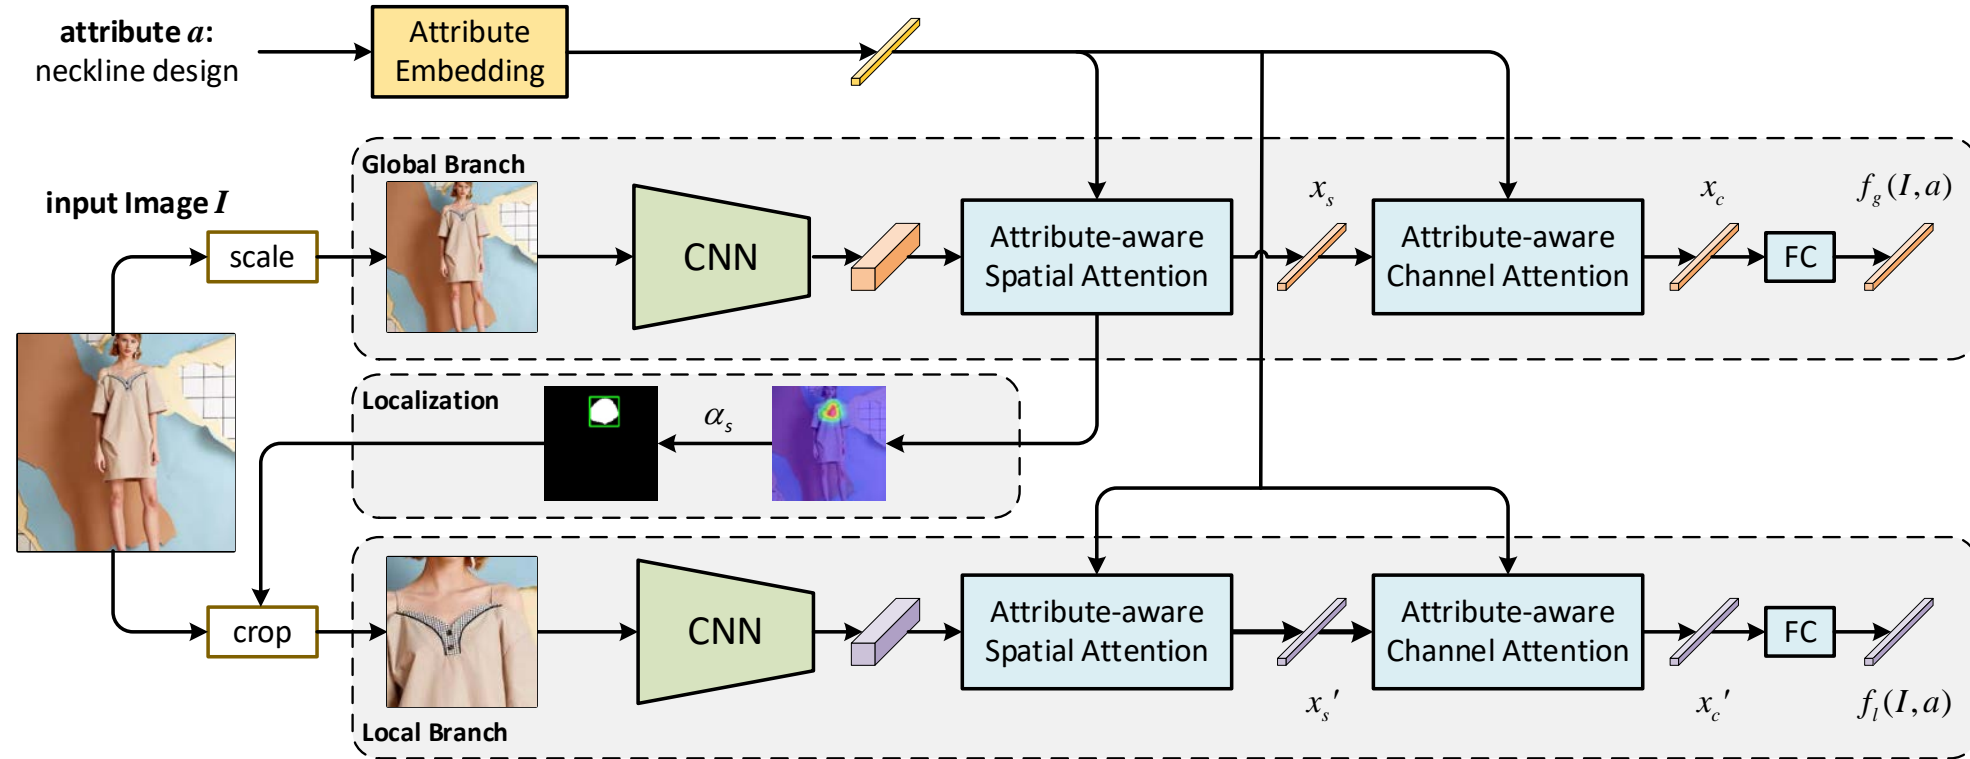 attribute a:
neckline design
Attribute
Embedding
Global Branch
input Image I
scale
CNN
Attribute-aware
Spatial Attention
x_s
Attribute-aware
Channel Attention
x_c
FC
f_g(I,a)
Localization
α_s
crop
CNN
Attribute-aware
Spatial Attention
x_s'
Attribute-aware
Channel Attention
x_c'
FC
f_l(I,a)
Local Branch